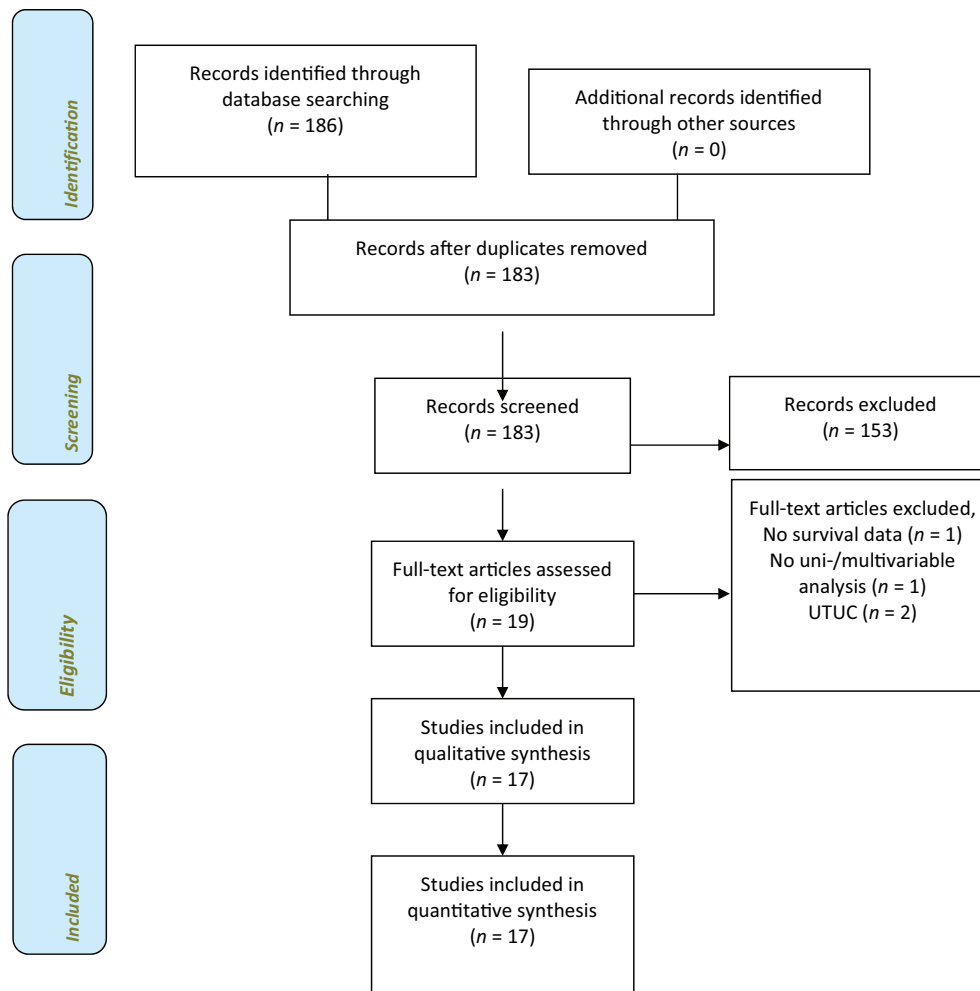 Identification
Records identified through
database searching
(n = 186)
Additional records identified
through other sources
(n = 0)
Records after duplicates removed
(n = 183)
Screening
Records screened
(n = 183)
Records excluded
(n = 153)
Eligibility
Full-text articles assessed
for eligibility
(n = 19)
Full-text articles excluded,
No survival data (n = 1)
No uni-/multivariable
analysis (n = 1)
UTUC (n = 2)
Studies included in
qualitative synthesis
(n = 17)
Included
Studies included in
quantitative synthesis
(n = 17)